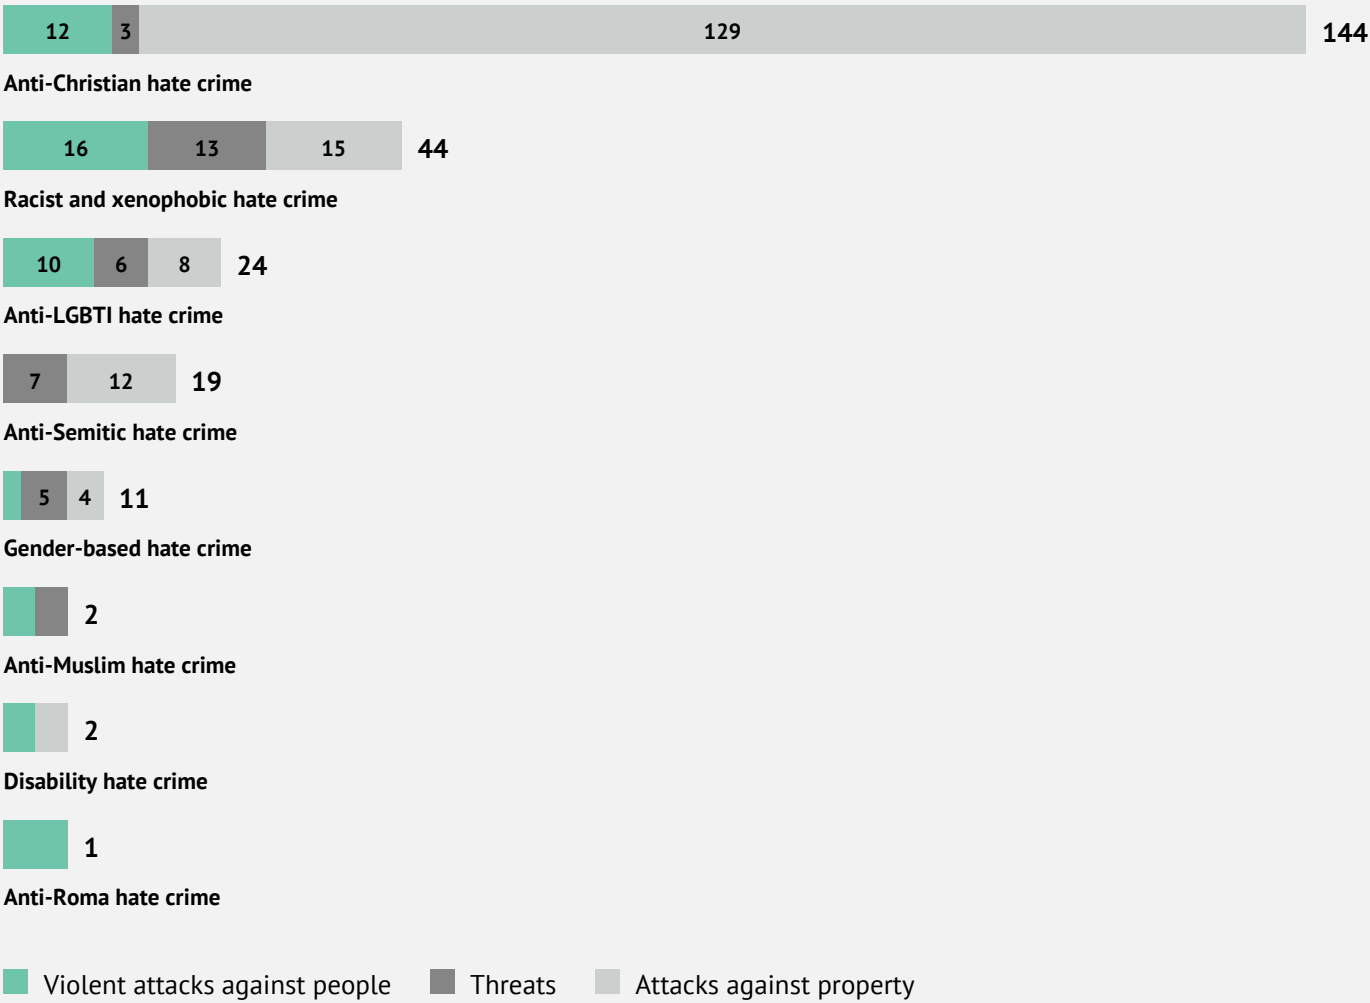 12 3 129 144
Anti-Christian hate crime
16 13 15 44
Racist and xenophobic hate crime
10 6 8 24
Anti-LGBTI hate crime
7 12 19
Anti-Semitic hate crime
5 4 11
Gender-based hate crime
2
Anti-Muslim hate crime
2
Disability hate crime
1
Anti-Roma hate crime
Violent attacks against people Threats Attacks against property